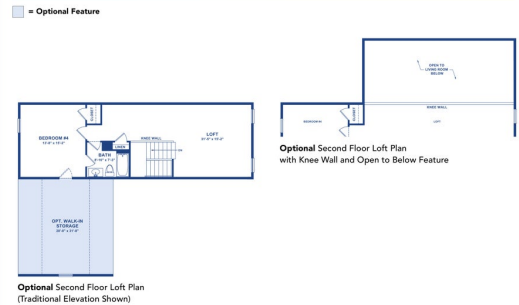 = Optional Feature
OPEN TO
LIVING ROOM
BELOW
KNEE WALL
BEDROOM #4
CLOSET
LOFT
Optional Second Floor Loft Plan
with Knee Wall and Open to Below Feature
CLOSET
BEDROOM #4
LINEN
KNEE WALL
LOFT
BATH
OPT. WALK-IN
STORAGE
Optional Second Floor Loft Plan
(Traditional Elevation Shown)